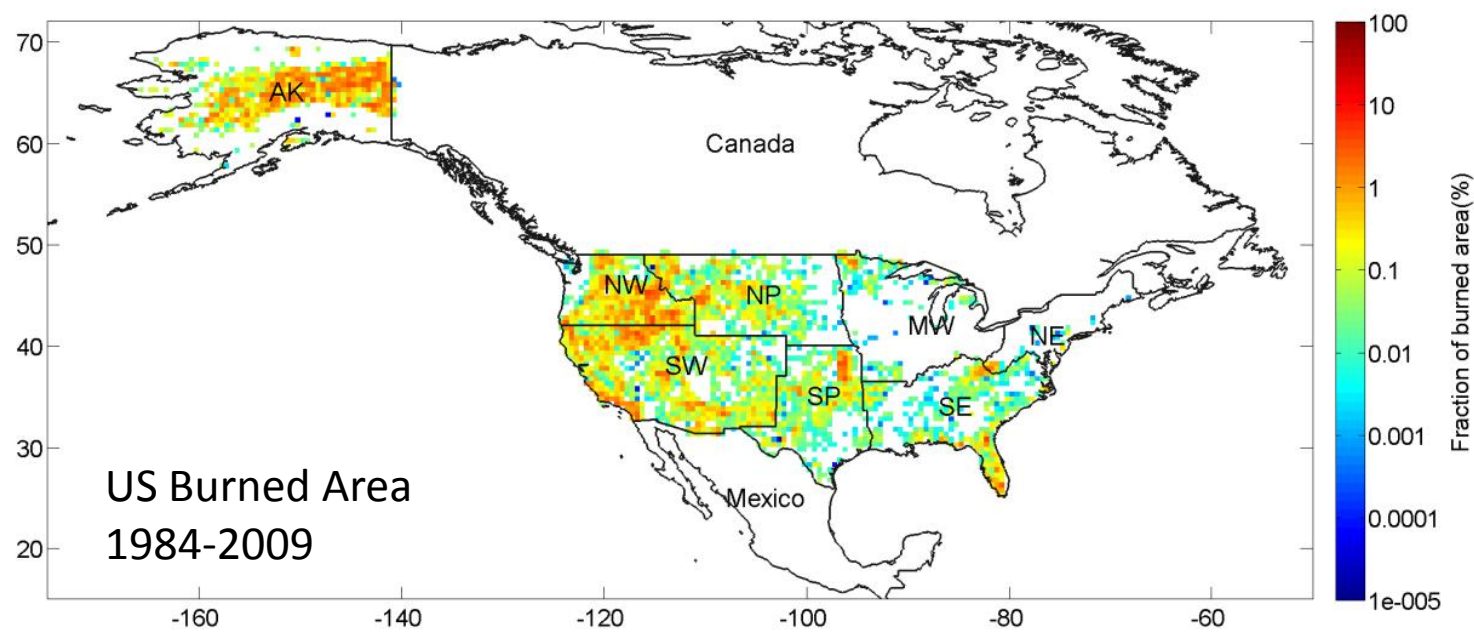 70
60
50
40
30
20
-160
-140
-120
-100
-80
-60
AK
Canada
NW
NP
MW
NE
SW
SP
SE
Mexico
US Burned Area
1984-2009
100
10
1
0.1
0.01
0.001
0.0001
1e-005
Fraction of burned area(%)